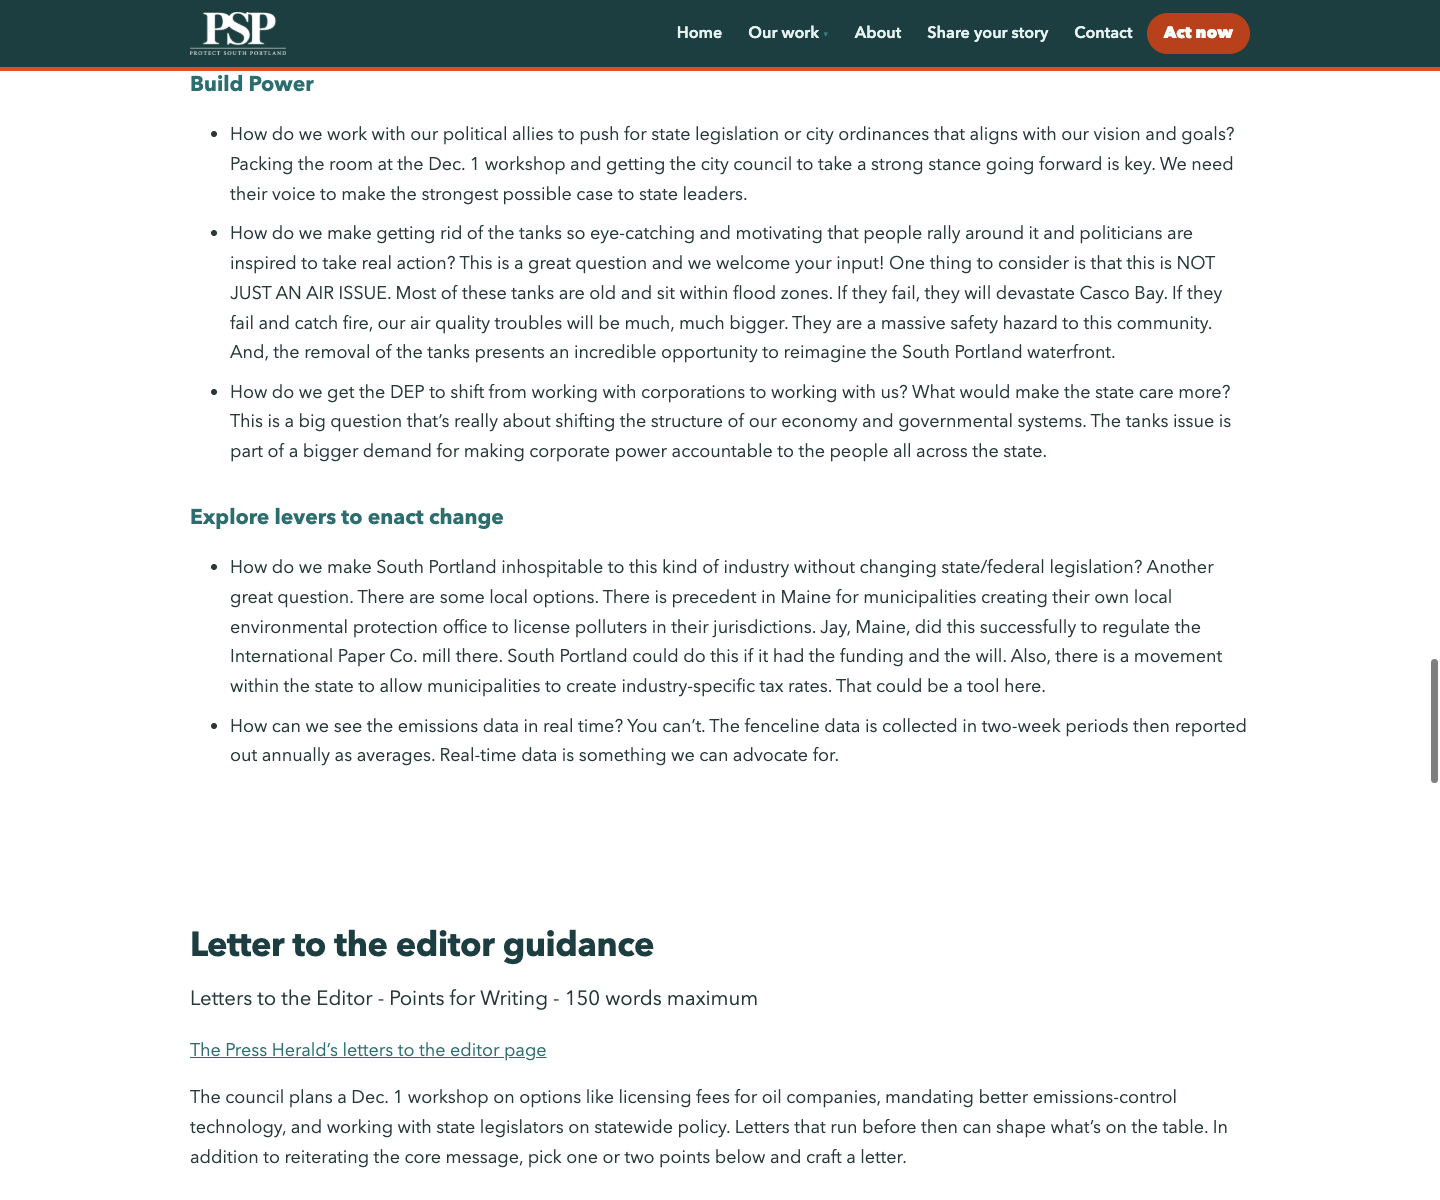 PSP
PROTECT SOUTH PORTLAND
Home
Our work
About
Share your story
Contact
Act now
Build Power
• How do we work with our political allies to push for state legislation or city ordinances that aligns with our vision and goals?
Packing the room at the Dec. 1 workshop and getting the city council to take a strong stance going forward is key. We need
their voice to make the strongest possible case to state leaders.
• How do we make getting rid of the tanks so eye-catching and motivating that people rally around it and politicians are
inspired to take real action? This is a great question and we welcome your input! One thing to consider is that this is NOT
JUST AN AIR ISSUE. Most of these tanks are old and sit within flood zones. If they fail, they will devastate Casco Bay. If they
fail and catch fire, our air quality troubles will be much, much bigger. They are a massive safety hazard to this community.
And, the removal of the tanks presents an incredible opportunity to reimagine the South Portland waterfront.
• How do we get the DEP to shift from working with corporations to working with us? What would make the state care more?
This is a big question that’s really about shifting the structure of our economy and governmental systems. The tanks issue is
part of a bigger demand for making corporate power accountable to the people all across the state.
Explore levers to enact change
• How do we make South Portland inhospitable to this kind of industry without changing state/federal legislation? Another
great question. There are some local options. There is precedent in Maine for municipalities creating their own local
environmental protection office to license polluters in their jurisdictions. Jay, Maine, did this successfully to regulate the
International Paper Co. mill there. South Portland could do this if it had the funding and the will. Also, there is a movement
within the state to allow municipalities to create industry-specific tax rates. That could be a tool here.
• How can we see the emissions data in real time? You can’t. The fenceline data is collected in two-week periods then reported
out annually as averages. Real-time data is something we can advocate for.
Letter to the editor guidance
Letters to the Editor - Points for Writing - 150 words maximum
The Press Herald’s letters to the editor page
The council plans a Dec. 1 workshop on options like licensing fees for oil companies, mandating better emissions-control
technology, and working with state legislators on statewide policy. Letters that run before then can shape what’s on the table. In
addition to reiterating the core message, pick one or two points below and craft a letter.